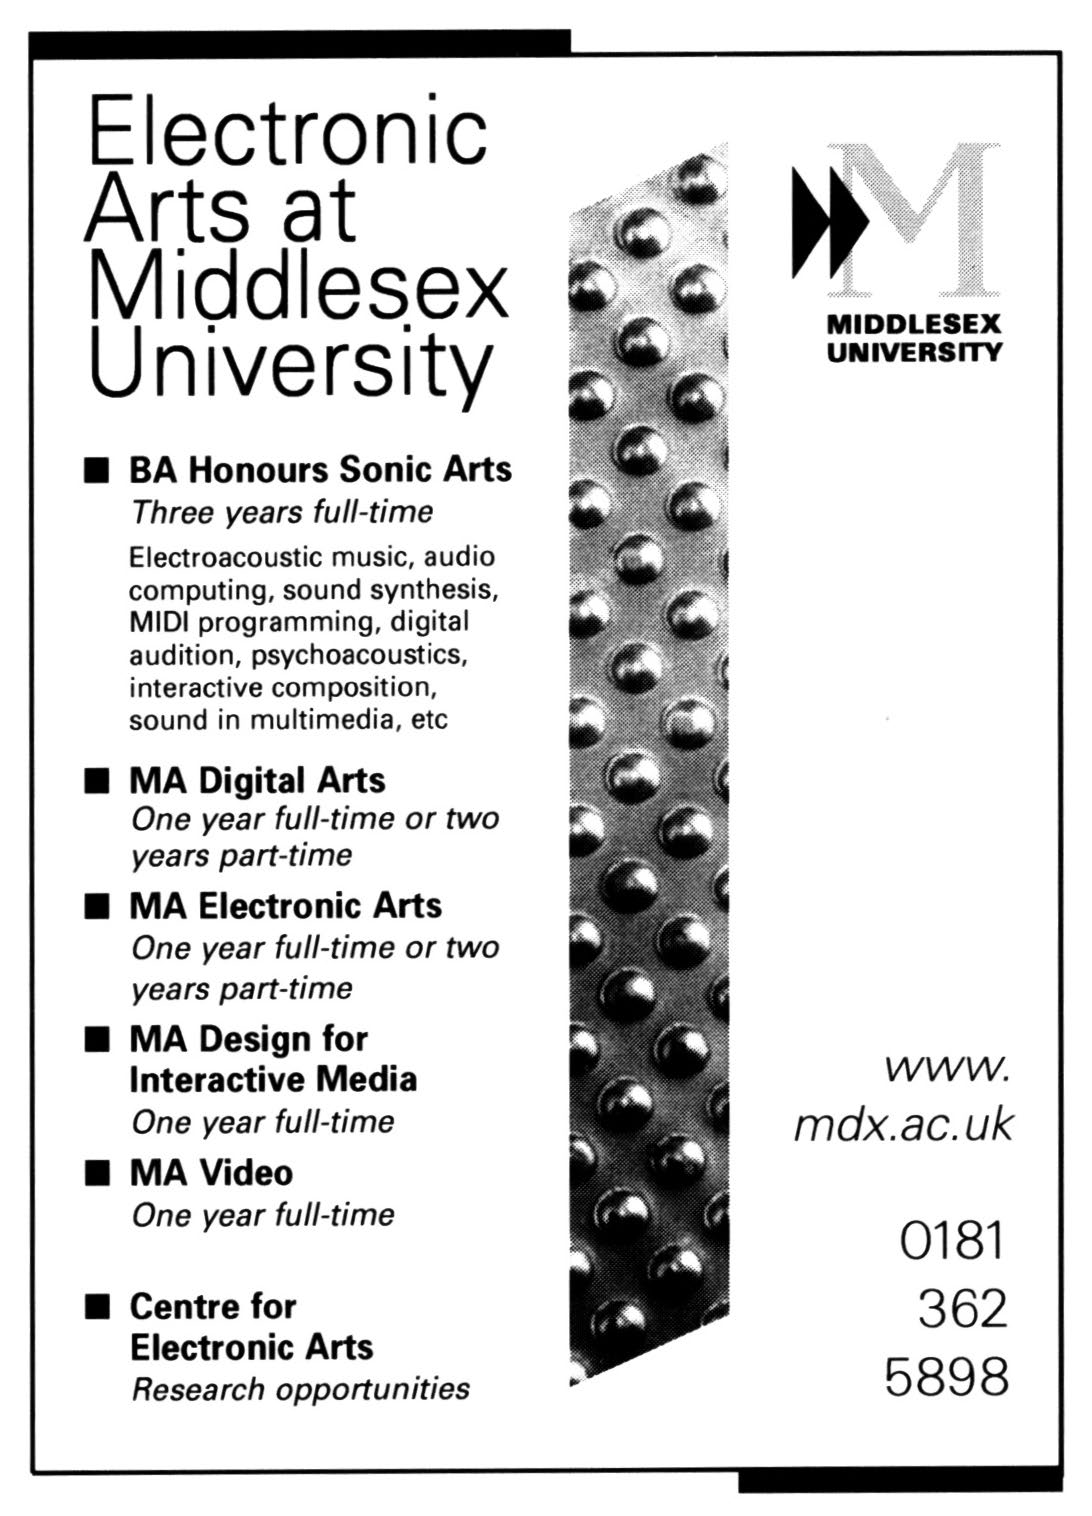 Electronic
Arts at
Middlesex
University
BA Honours Sonic Arts
Three years full-time
Electroacoustic music, audio
computing, sound synthesis,
MIDI programming, digital
audition, psychoacoustics,
interactive composition,
sound in multimedia, etc
MA Digital Arts
One year full-time or two
years part-time
MA Electronic Arts
One year full-time or two
years part-time
MA Design for
Interactive Media
One year full-time
MA Video
One year full-time
Centre for
Electronic Arts
Research opportunities
M
MIDDLESEX
UNIVERSITY
www.
mdx.ac.uk
0181
362
5898